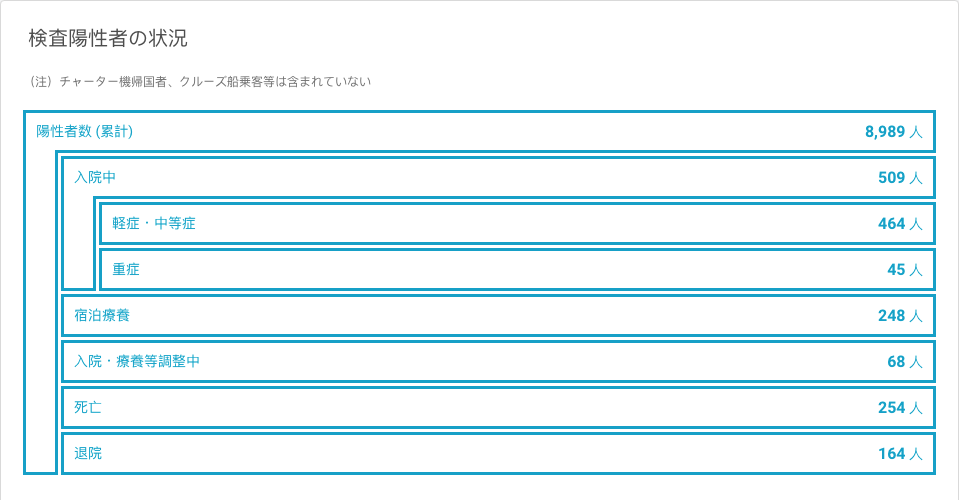 検査陽性者の状況
（注）チャーター機帰国者、クルーズ船乗客等は含まれていない
陽性者数 (累計) 8,989 人
入院中 509 人
軽症・中等症 464 人
重症 45 人
宿泊療養 248 人
入院・療養等調整中 68 人
死亡 254 人
退院 164 人